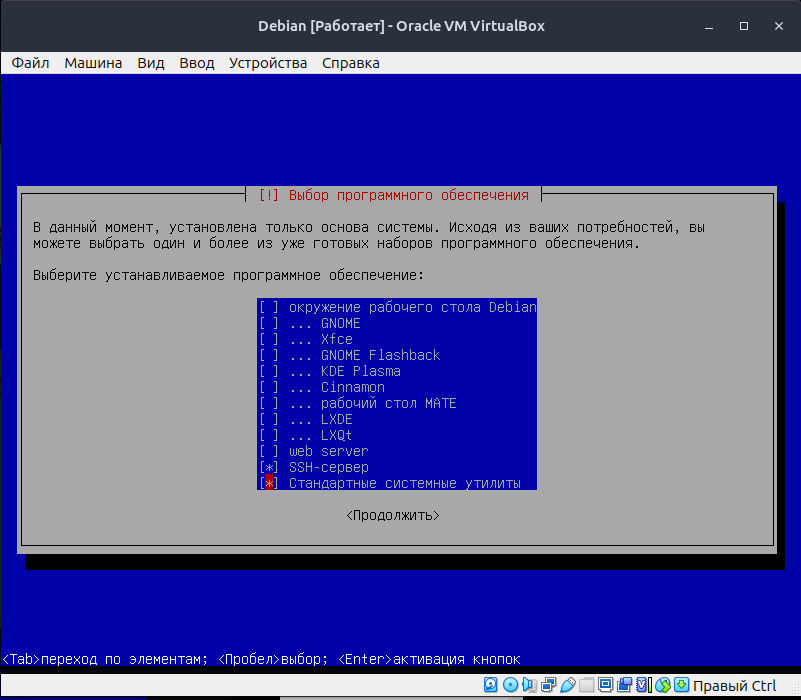 Debian [Работает] - Oracle VM VirtualBox
Файл Машина Вид Ввод Устройства Справка
[!] Выбор программного обеспечения
В данный момент, установлена только основа системы. Исходя из ваших потребностей, вы
можете выбрать один и более из уже готовых наборов программного обеспечения.
Выберите устанавливаемое программное обеспечение:
[ ] окружение рабочего стола Debian
[ ] ... GNOME
[ ] ... Xfce
[ ] ... GNOME Flashback
[ ] ... KDE Plasma
[ ] ... Cinnamon
[ ] ... рабочий стол MATE
[ ] ... LXDE
[ ] ... LXQt
[ ] web server
[*] SSH-сервер
[*] Стандартные системные утилиты
<Продолжить>
<Tab>переход по элементам; <Пробел>выбор; <Enter>активация кнопок
Правый Ctrl